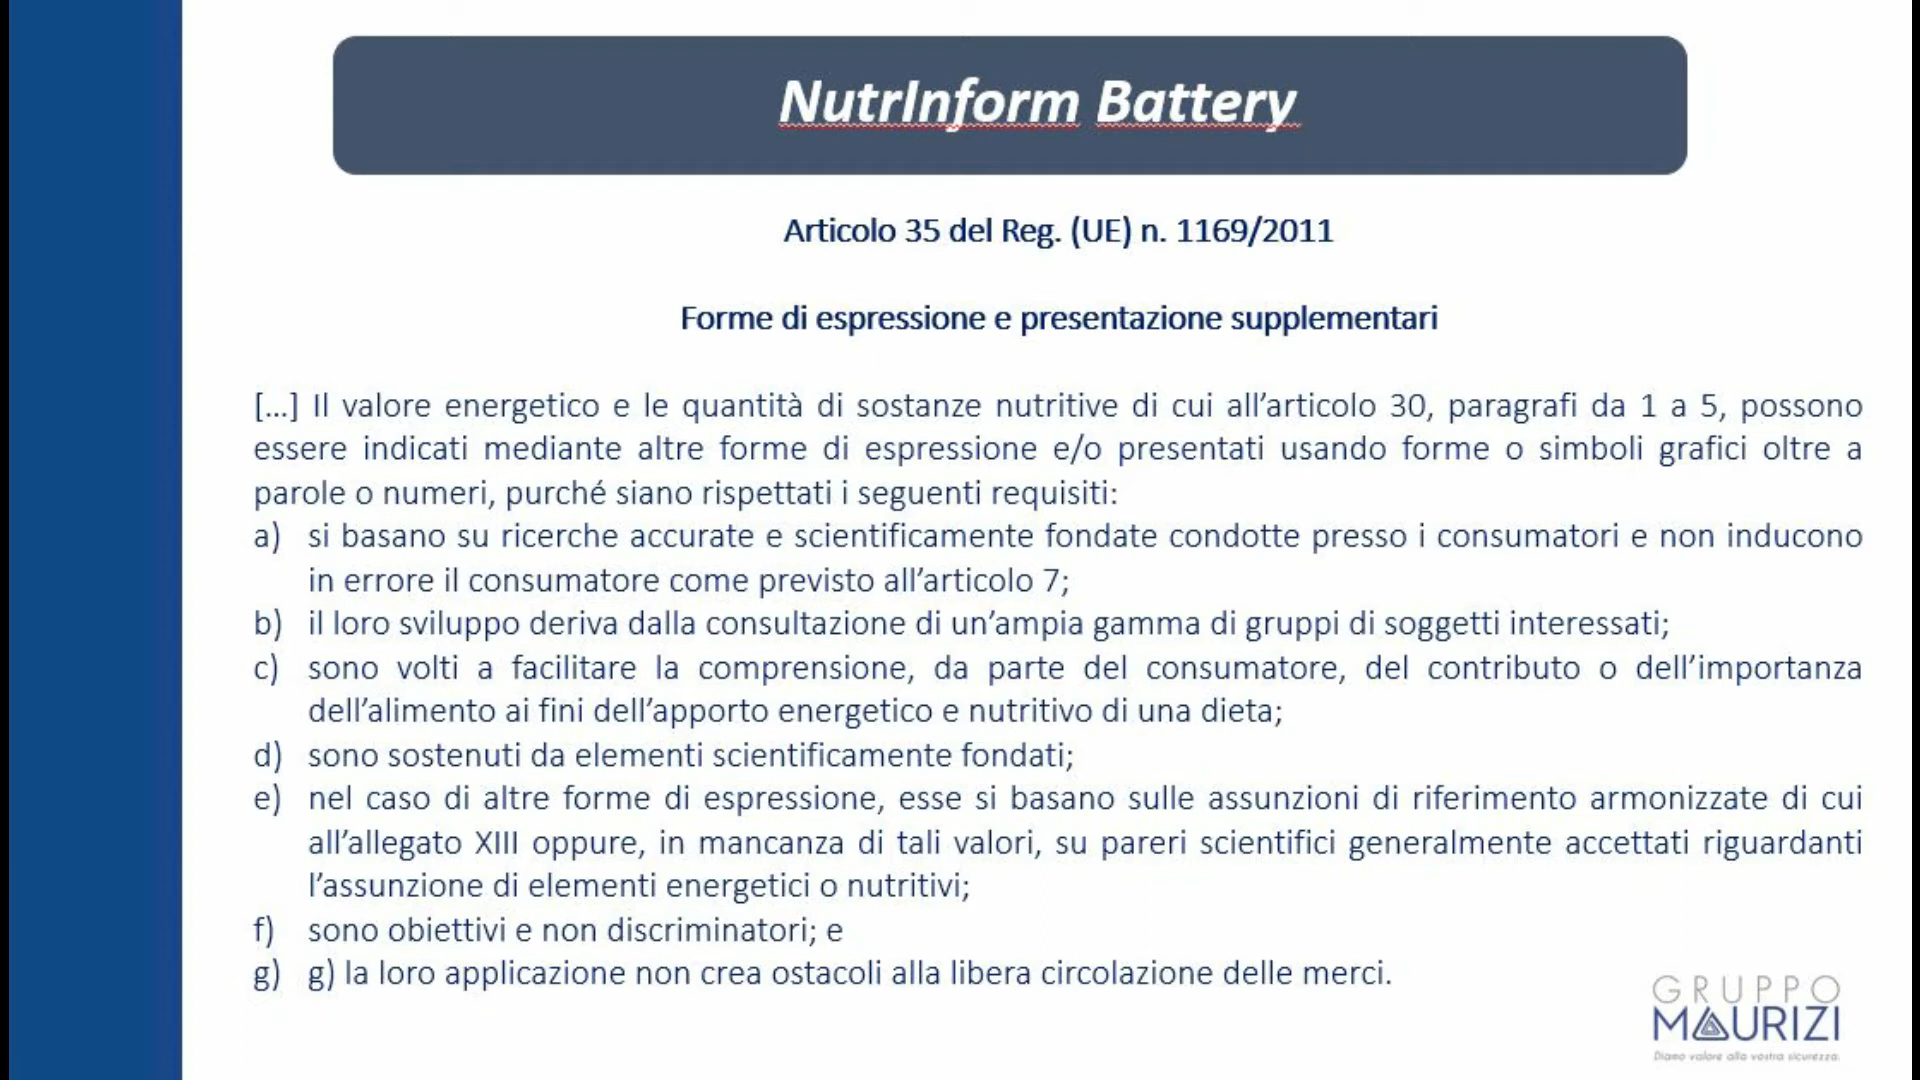 NutrInform Battery
Articolo 35 del Reg. (UE) n. 1169/2011
Forme di espressione e presentazione supplementari
[...] Il valore energetico e le quantità di sostanze nutritive di cui all’articolo 30, paragrafi da 1 a 5, possono
essere indicati mediante altre forme di espressione e/o presentati usando forme o simboli grafici oltre a
parole o numeri, purché siano rispettati i seguenti requisiti:
a) si basano su ricerche accurate e scientificamente fondate condotte presso i consumatori e non inducono
in errore il consumatore come previsto all’articolo 7;
b) il loro sviluppo deriva dalla consultazione di un’ampia gamma di gruppi di soggetti interessati;
c) sono volti a facilitare la comprensione, da parte del consumatore, del contributo o dell’importanza
dell’alimento ai fini dell’apporto energetico e nutritivo di una dieta;
d) sono sostenuti da elementi scientificamente fondati;
e) nel caso di altre forme di espressione, esse si basano sulle assunzioni di riferimento armonizzate di cui
all’allegato XIII oppure, in mancanza di tali valori, su pareri scientifici generalmente accettati riguardanti
l’assunzione di elementi energetici o nutritivi;
f) sono obiettivi e non discriminatori; e
g) g) la loro applicazione non crea ostacoli alla libera circolazione delle merci.
GRUPPO
MAURIZI
Diamo valore alla vostra sicurezza.